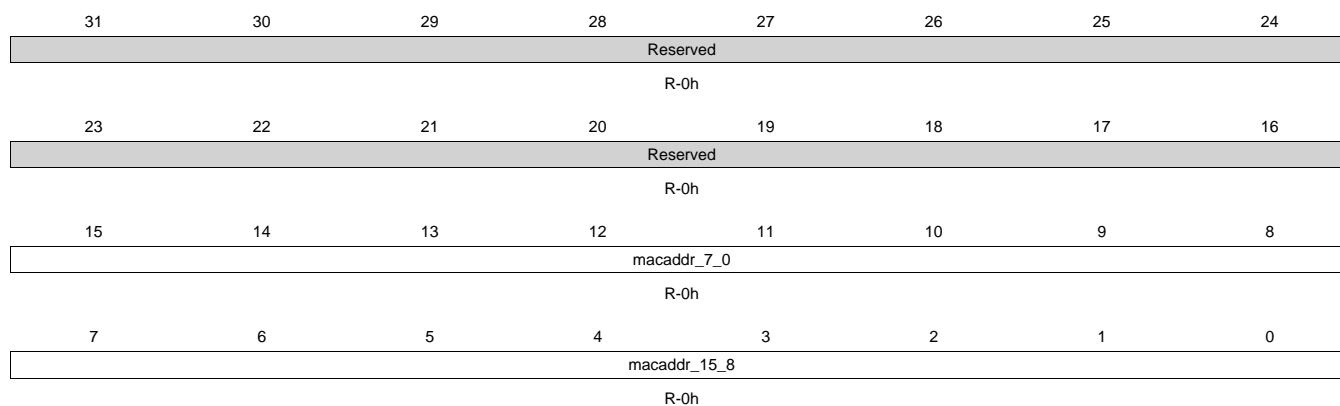 31 30 29 28 27 26 25 24
Reserved
R-0h
23 22 21 20 19 18 17 16
Reserved
R-0h
15 14 13 12 11 10 9 8
macaddr_7_0
R-0h
7 6 5 4 3 2 1 0
macaddr_15_8
R-0h